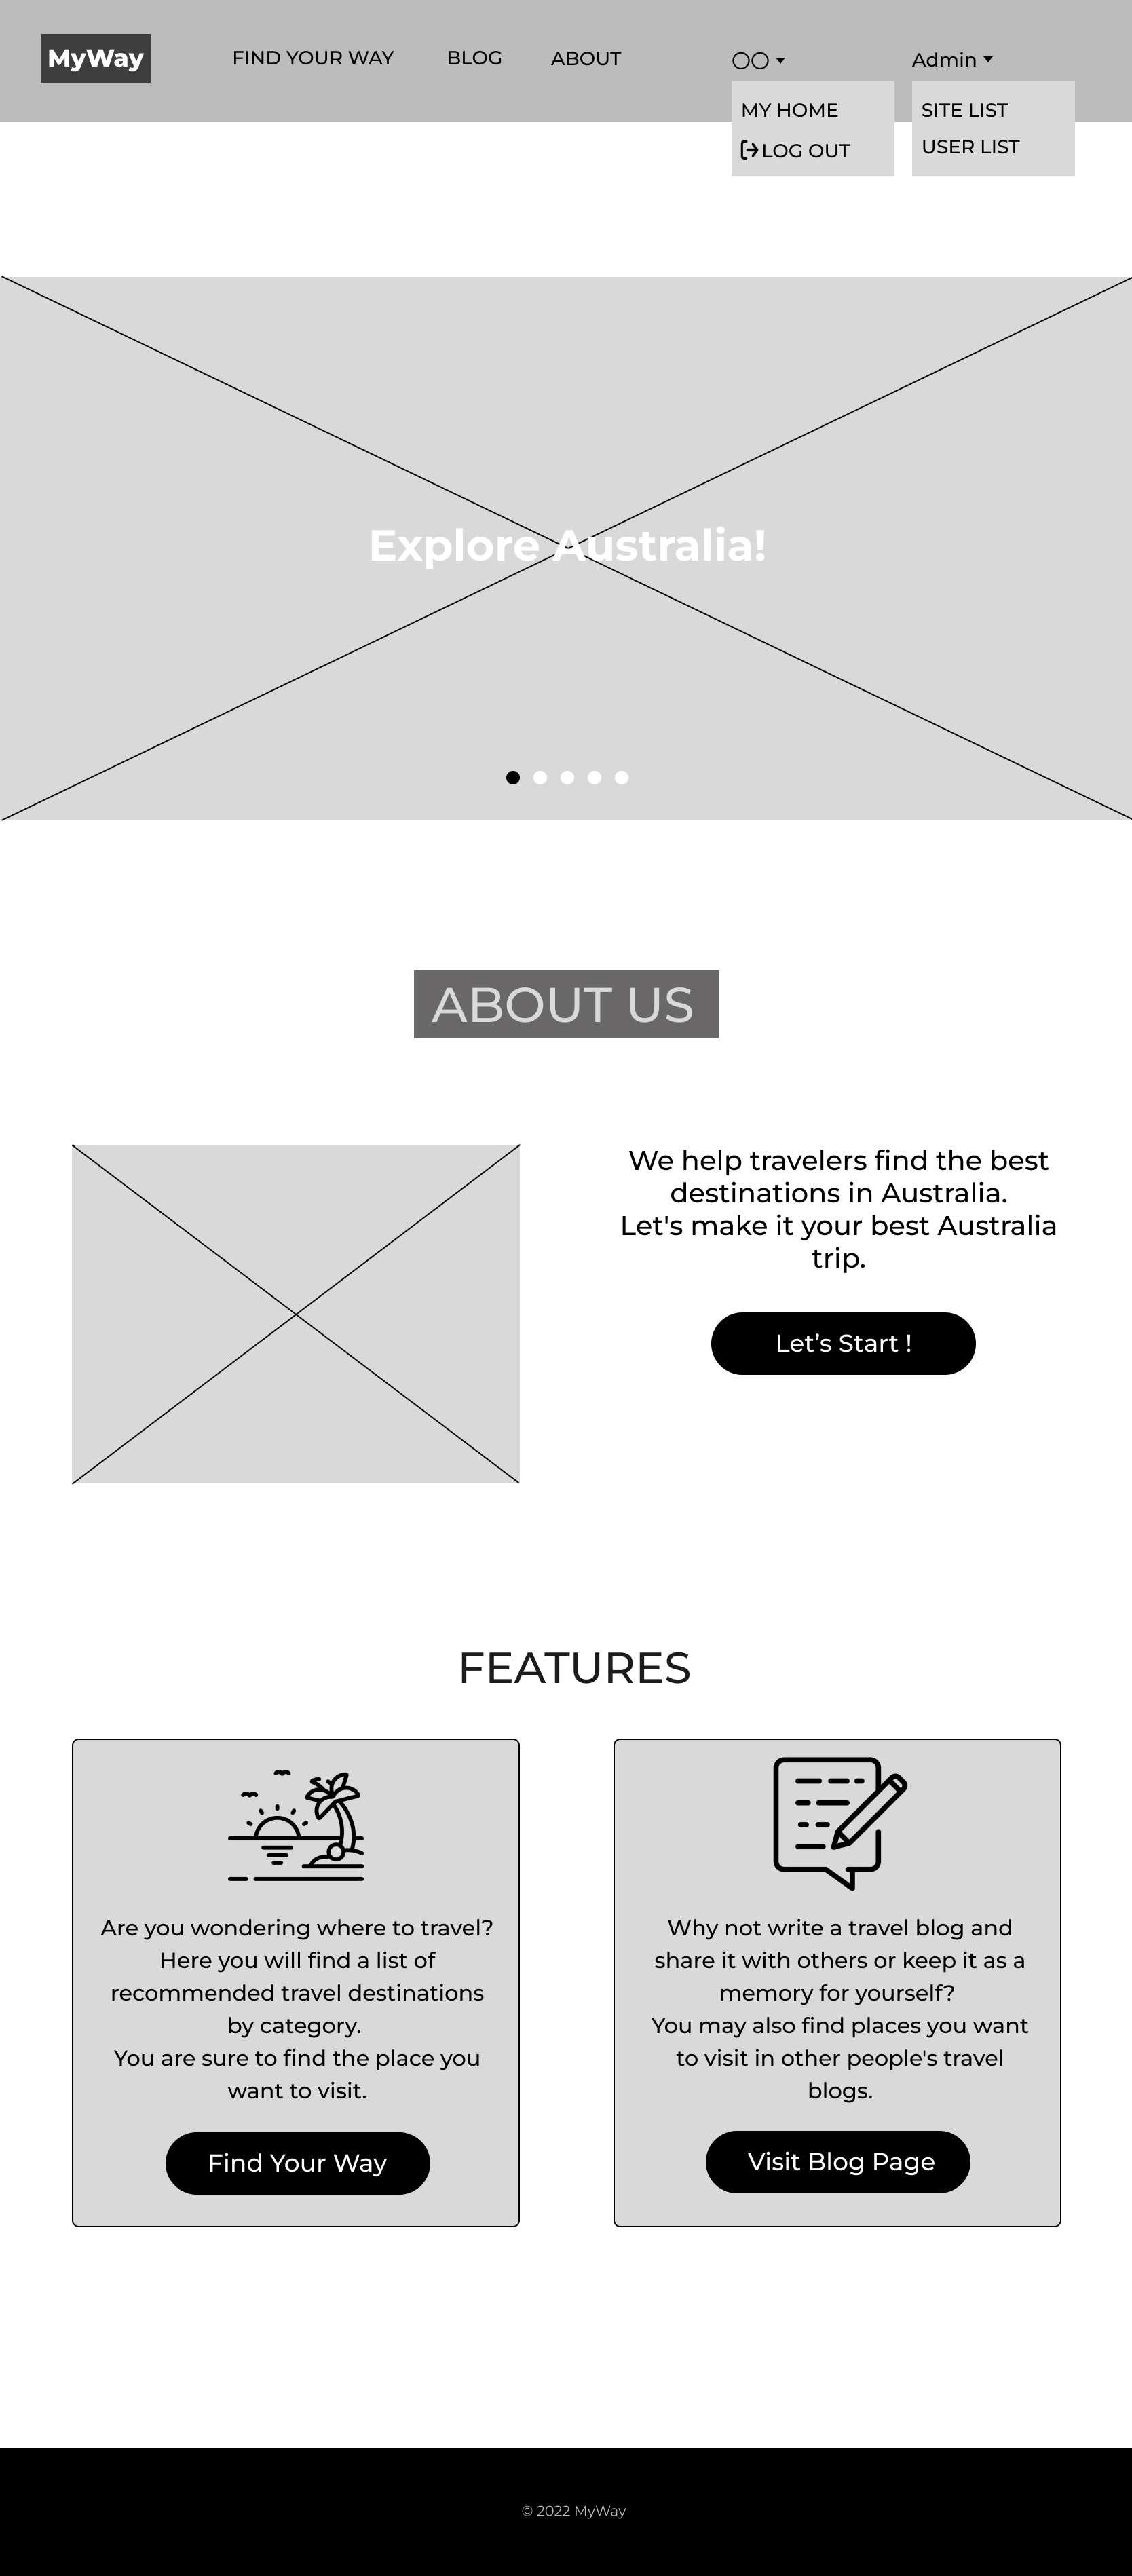 MyWay
FIND YOUR WAY
BLOG
ABOUT
○○
Admin
MY HOME
LOG OUT
SITE LIST
USER LIST
Explore Australia!
ABOUT US
We help travelers find the best
destinations in Australia.
Let's make it your best Australia
trip.
Let’s Start !
FEATURES
Are you wondering where to travel?
Here you will find a list of
recommended travel destinations
by category.
You are sure to find the place you
want to visit.
Find Your Way
Why not write a travel blog and
share it with others or keep it as a
memory for yourself?
You may also find places you want
to visit in other people's travel
blogs.
Visit Blog Page
© 2022 MyWay